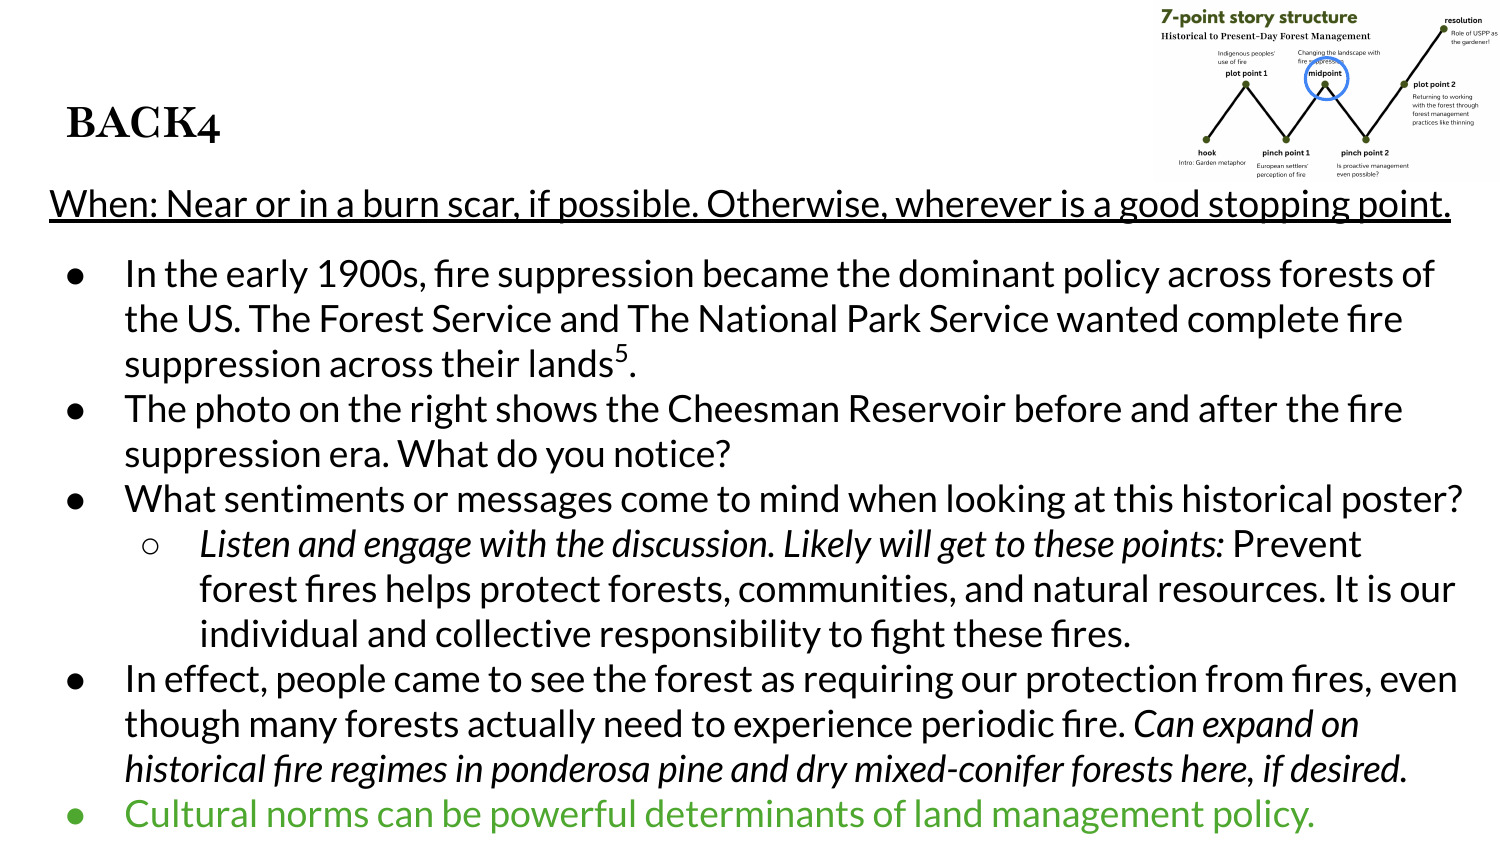 7-point story structure
Historical to Present-Day Forest Management
resolution
Role of USPP as
the gardener!
Indigenous peoples'
use of fire
plot point 1
Changing the landscape with
fire suppression
midpoint
plot point 2
Returning to working
with the forest through
forest management
practices like thinning
hook
Intro: Garden metaphor
pinch point 1
European settlers'
perception of fire
pinch point 2
Is proactive management
even possible?
BACK4
When: Near or in a burn scar, if possible. Otherwise, wherever is a good stopping point.
● In the early 1900s, fire suppression became the dominant policy across forests of
the US. The Forest Service and The National Park Service wanted complete fire
suppression across their lands⁵.
● The photo on the right shows the Cheesman Reservoir before and after the fire
suppression era. What do you notice?
● What sentiments or messages come to mind when looking at this historical poster?
○ Listen and engage with the discussion. Likely will get to these points: Prevent
forest fires helps protect forests, communities, and natural resources. It is our
individual and collective responsibility to fight these fires.
● In effect, people came to see the forest as requiring our protection from fires, even
though many forests actually need to experience periodic fire. Can expand on
historical fire regimes in ponderosa pine and dry mixed-conifer forests here, if desired.
● Cultural norms can be powerful determinants of land management policy.